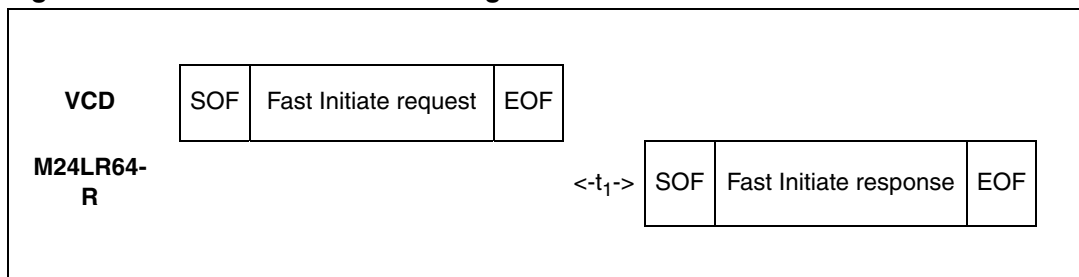 VCD SOF Fast Initiate request EOF
M24LR64-
R
<-t1-> SOF Fast Initiate response EOF